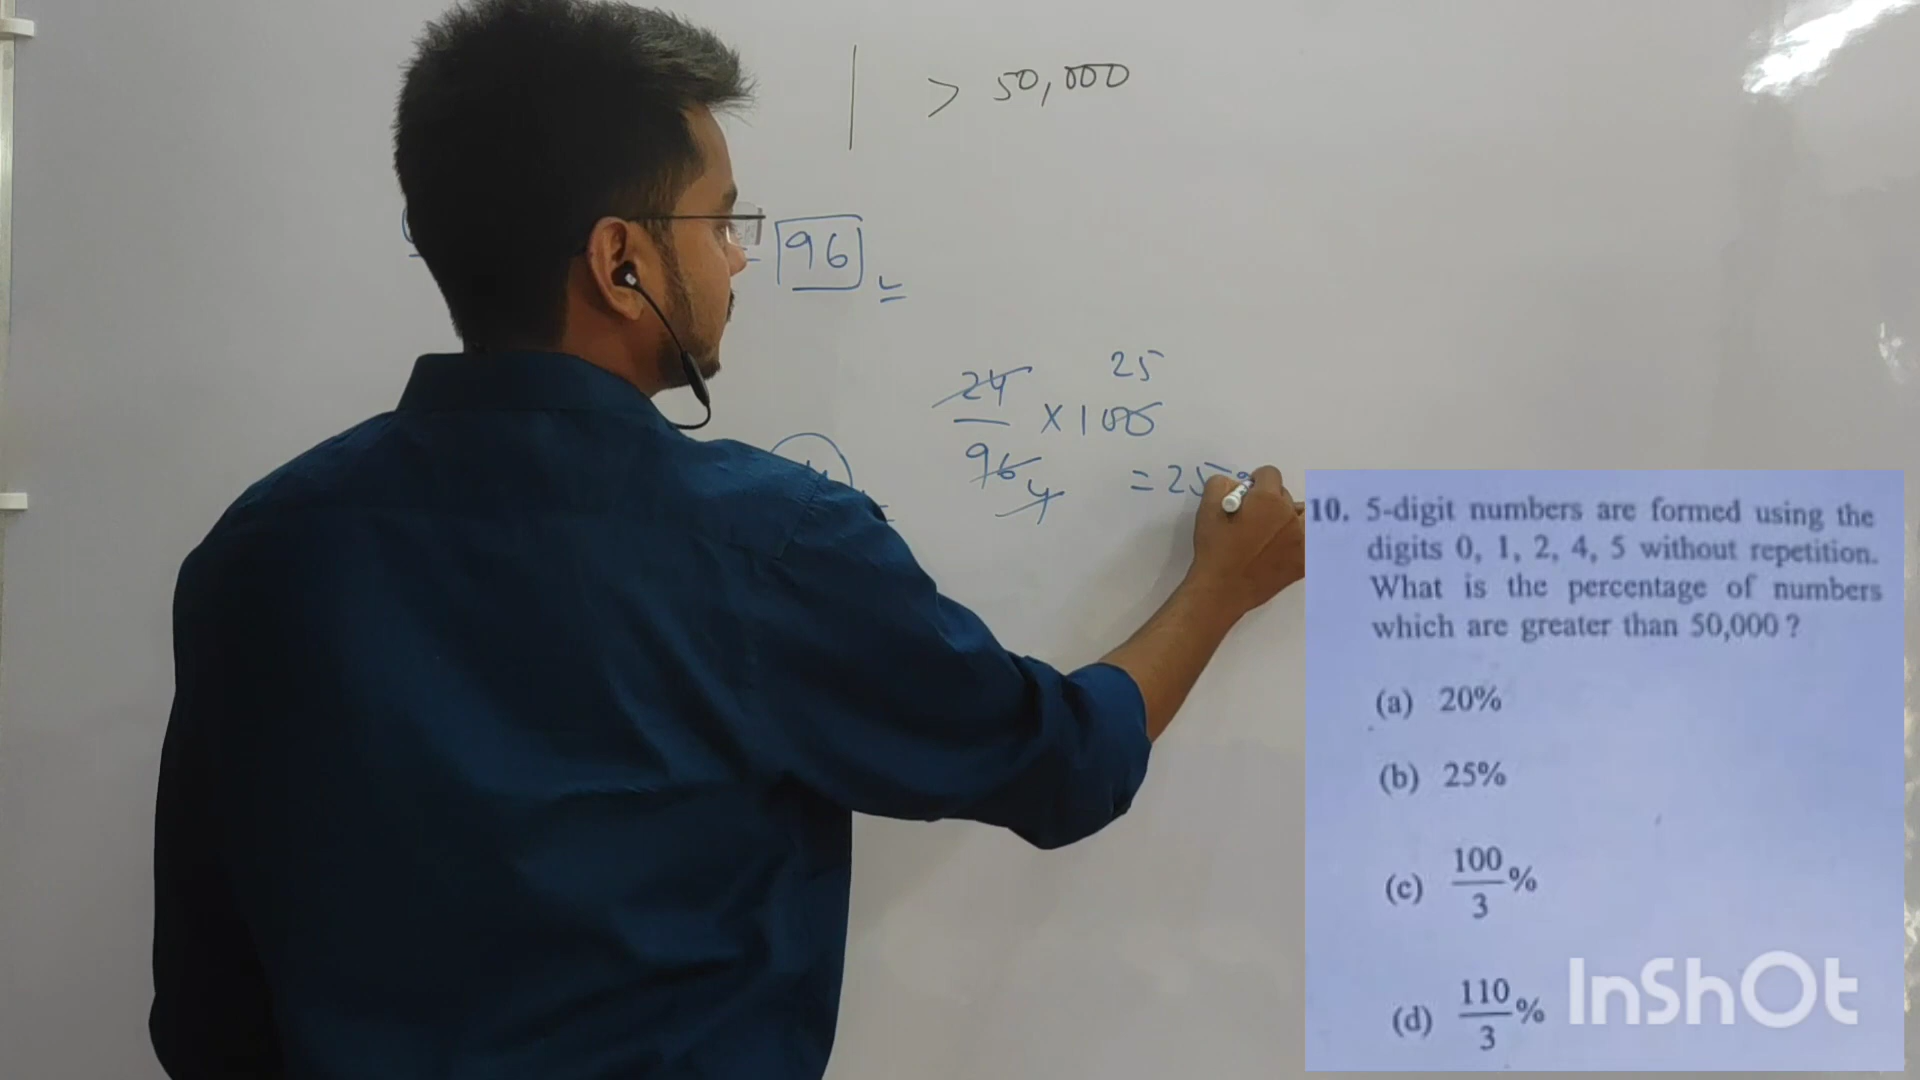 > 50,000
= 96
24
25
× 100
96
4
= 25
10. 5-digit numbers are formed using the
digits 0, 1, 2, 4, 5 without repetition.
What is the percentage of numbers
which are greater than 50,000 ?
(a) 20%
(b) 25%
(c) 100/3 %
(d) 110/3 %
InShOt